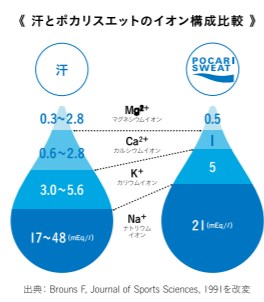 《 汗とポカリスエットのイオン構成比較 》
汗
POCARI
SWEAT
Mg²⁺
マグネシウムイオン
0.3~2.8
0.5
Ca²⁺
カルシウムイオン
0.6~2.8
1
K⁺
カリウムイオン
3.0~5.6
5
Na⁺
ナトリウム
イオン
17~48 (mEq/ℓ)
21 (mEq/ℓ)
出典: Brouns F, Journal of Sports Sciences, 1991を改変